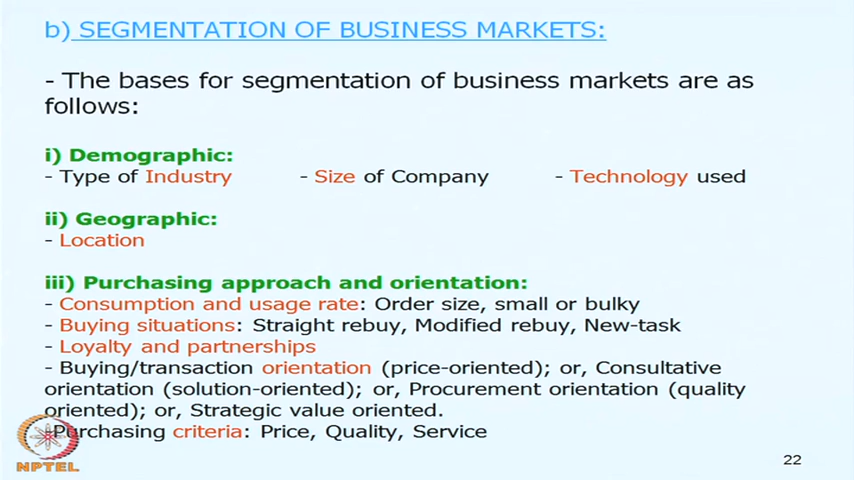 b) SEGMENTATION OF BUSINESS MARKETS:
- The bases for segmentation of business markets are as
follows:
i) Demographic:
- Type of Industry - Size of Company - Technology used
ii) Geographic:
- Location
iii) Purchasing approach and orientation:
- Consumption and usage rate: Order size, small or bulky
- Buying situations: Straight rebuy, Modified rebuy, New-task
- Loyalty and partnerships
- Buying/transaction orientation (price-oriented); or, Consultative
orientation (solution-oriented); or, Procurement orientation (quality
oriented); or, Strategic value oriented.
-Purchasing criteria: Price, Quality, Service
NPTEL
22